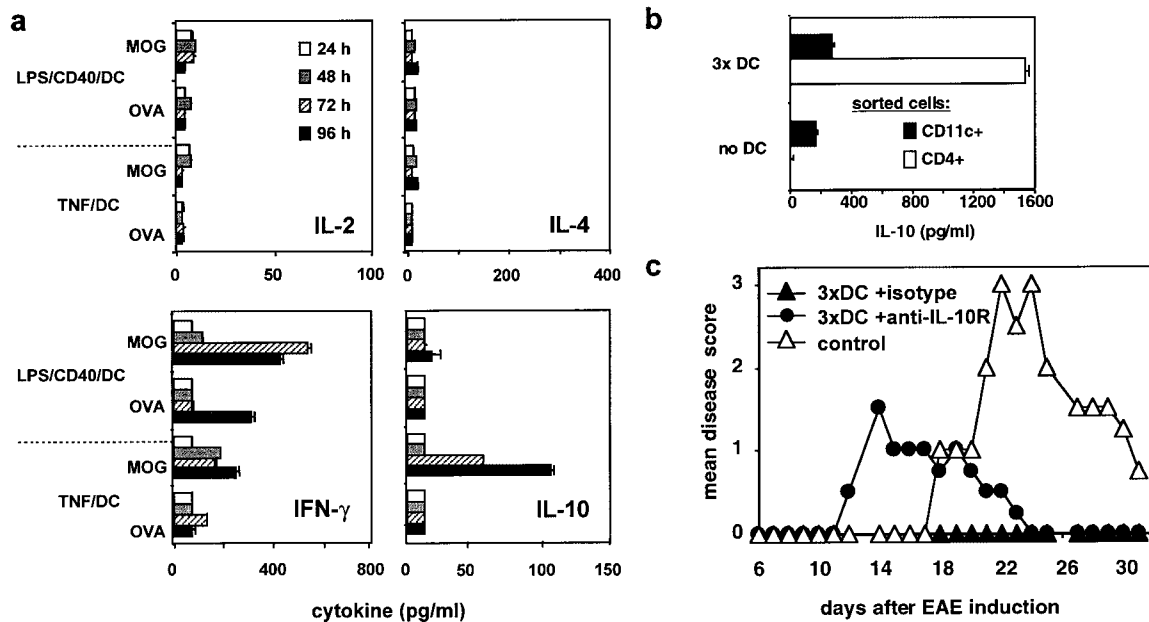 a
MOG
LPS/CD40/DC
OVA
MOG
TNF/DC
OVA
24 h
48 h
72 h
96 h
IL-2
0
50
100
IL-4
0
200
400
MOG
LPS/CD40/DC
OVA
MOG
TNF/DC
OVA
IFN-γ
0
400
800
IL-10
0
50
100
150
cytokine (pg/ml)
b
3x DC
no DC
sorted cells:
CD11c+
CD4+
0
400
800
1200
1600
IL-10 (pg/ml)
c
3
2
1
0
mean disease score
3xDC +isotype
3xDC +anti-IL-10R
control
6
10
14
18
22
26
30
days after EAE induction